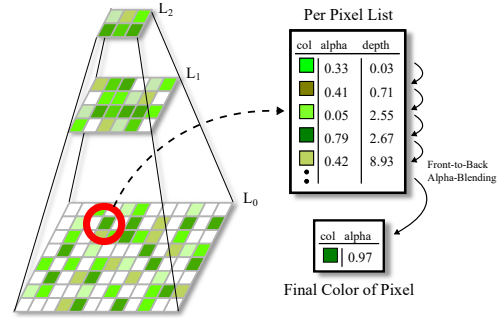 L2
L1
L0
Per Pixel List
col alpha depth
0.33 0.03
0.41 0.71
0.05 2.55
0.79 2.67
0.42 8.93
Front-to-Back
Alpha-Blending
col alpha
0.97
Final Color of Pixel